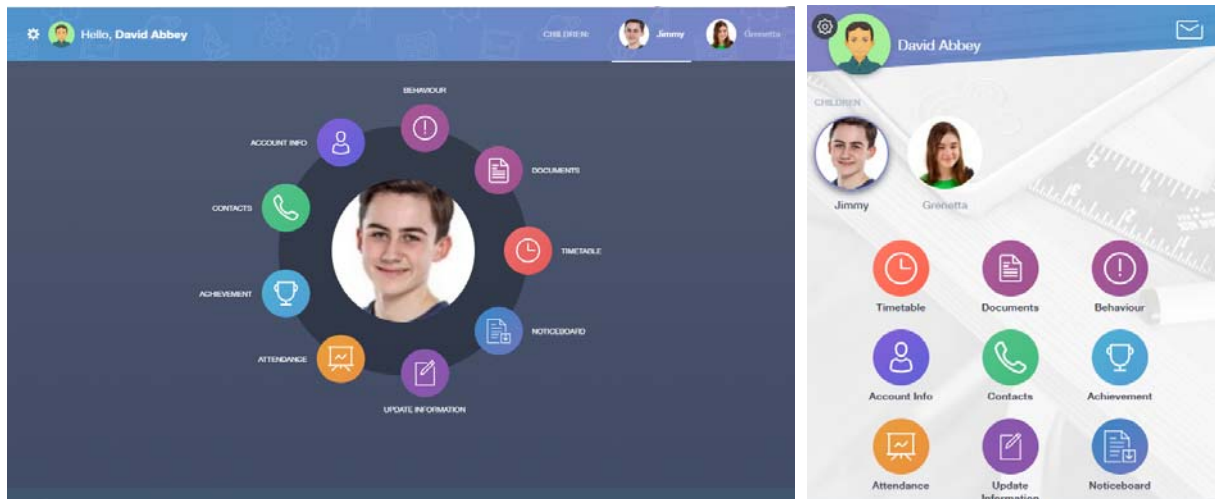 Hello, David Abbey
CHILDREN:
Jimmy
Grenetta
BEHAVIOUR
ACCOUNT INFO
DOCUMENTS
CONTACTS
TIMETABLE
ACHIEVEMENT
NOTICEBOARD
ATTENDANCE
UPDATE INFORMATION
David Abbey
CHILDREN
Jimmy
Grenetta
Timetable
Documents
Behaviour
Account Info
Contacts
Achievement
Attendance
Update
Information
Noticeboard